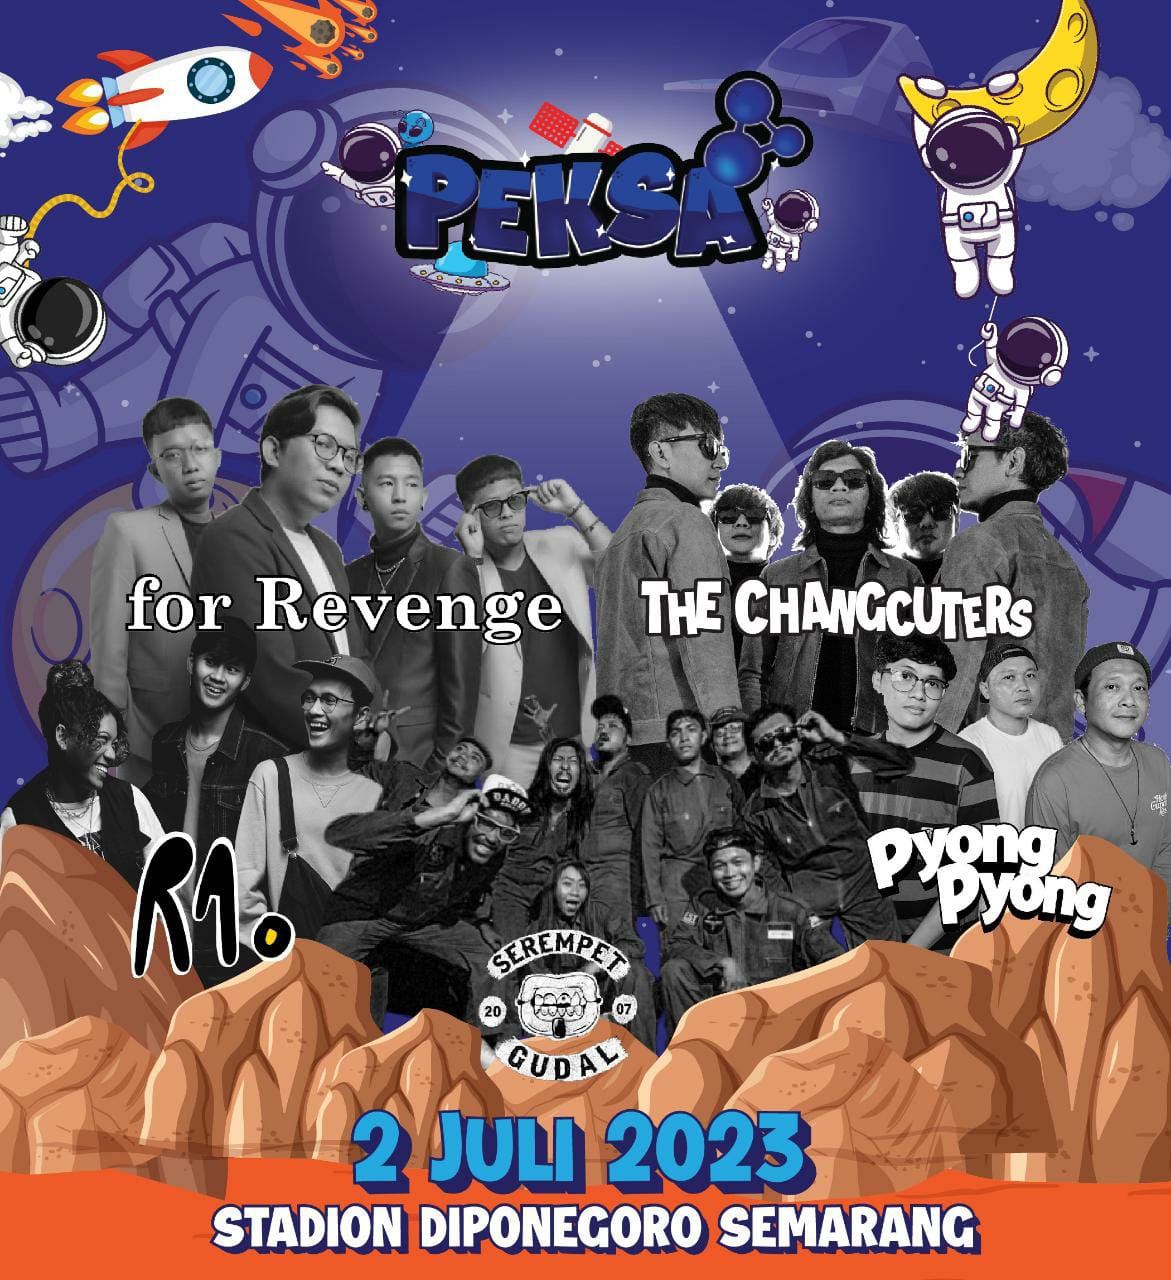 PEKSA
for Revenge
THE CHANGCUTERS
R1.
Pyong
Pyong
SEREMPET
20 07
GUDAL
2 JULI 2023
STADION DIPONEGORO SEMARANG